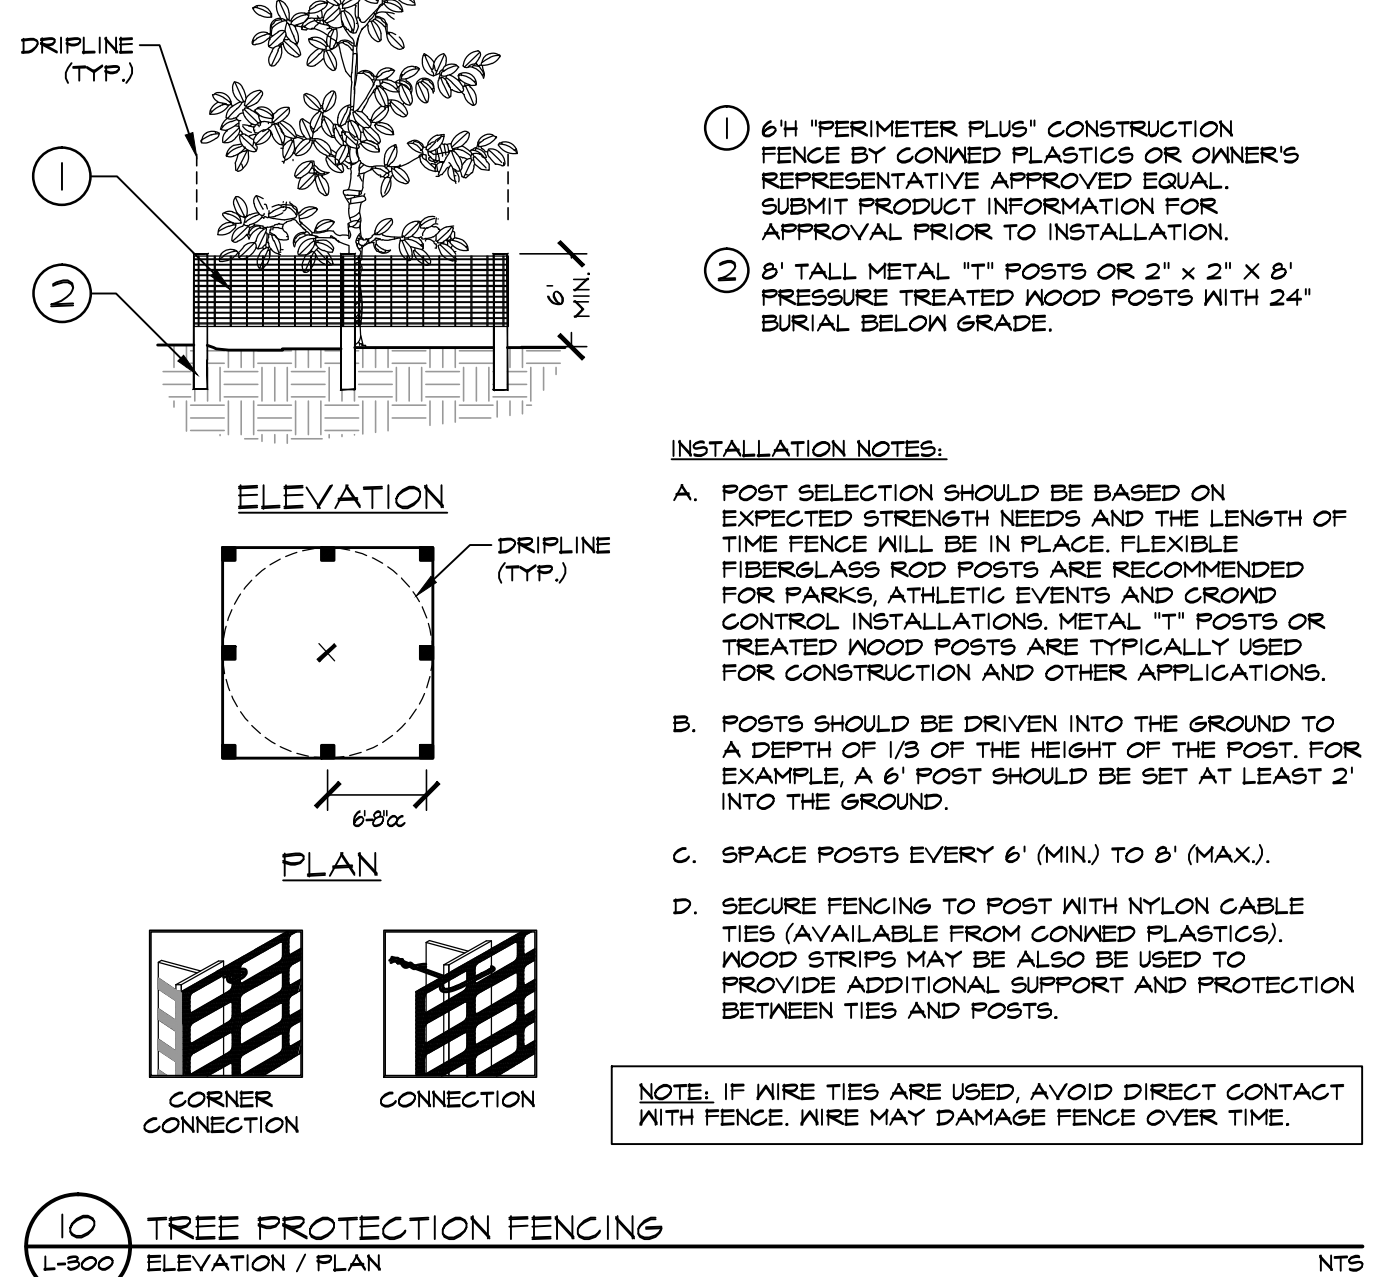 DRIPLINE
(TYP.)
1
2
6'
MIN.
ELEVATION
1 6'H "PERIMETER PLUS" CONSTRUCTION
FENCE BY CONWED PLASTICS OR OWNER'S
REPRESENTATIVE APPROVED EQUAL.
SUBMIT PRODUCT INFORMATION FOR
APPROVAL PRIOR TO INSTALLATION.
2 8' TALL METAL "T" POSTS OR 2" x 2" X 8'
PRESSURE TREATED WOOD POSTS WITH 24"
BURIAL BELOW GRADE.
DRIPLINE
(TYP.)
6'-8"oc
PLAN
CORNER
CONNECTION
CONNECTION
INSTALLATION NOTES:
A. POST SELECTION SHOULD BE BASED ON
EXPECTED STRENGTH NEEDS AND THE LENGTH OF
TIME FENCE WILL BE IN PLACE. FLEXIBLE
FIBERGLASS ROD POSTS ARE RECOMMENDED
FOR PARKS, ATHLETIC EVENTS AND CROWD
CONTROL INSTALLATIONS. METAL "T" POSTS OR
TREATED WOOD POSTS ARE TYPICALLY USED
FOR CONSTRUCTION AND OTHER APPLICATIONS.
B. POSTS SHOULD BE DRIVEN INTO THE GROUND TO
A DEPTH OF 1/3 OF THE HEIGHT OF THE POST. FOR
EXAMPLE, A 6' POST SHOULD BE SET AT LEAST 2'
INTO THE GROUND.
C. SPACE POSTS EVERY 6' (MIN.) TO 8' (MAX.).
D. SECURE FENCING TO POST WITH NYLON CABLE
TIES (AVAILABLE FROM CONWED PLASTICS).
WOOD STRIPS MAY BE ALSO BE USED TO
PROVIDE ADDITIONAL SUPPORT AND PROTECTION
BETWEEN TIES AND POSTS.
NOTE: IF WIRE TIES ARE USED, AVOID DIRECT CONTACT
WITH FENCE. WIRE MAY DAMAGE FENCE OVER TIME.
10 TREE PROTECTION FENCING
L-300 ELEVATION / PLAN NTS